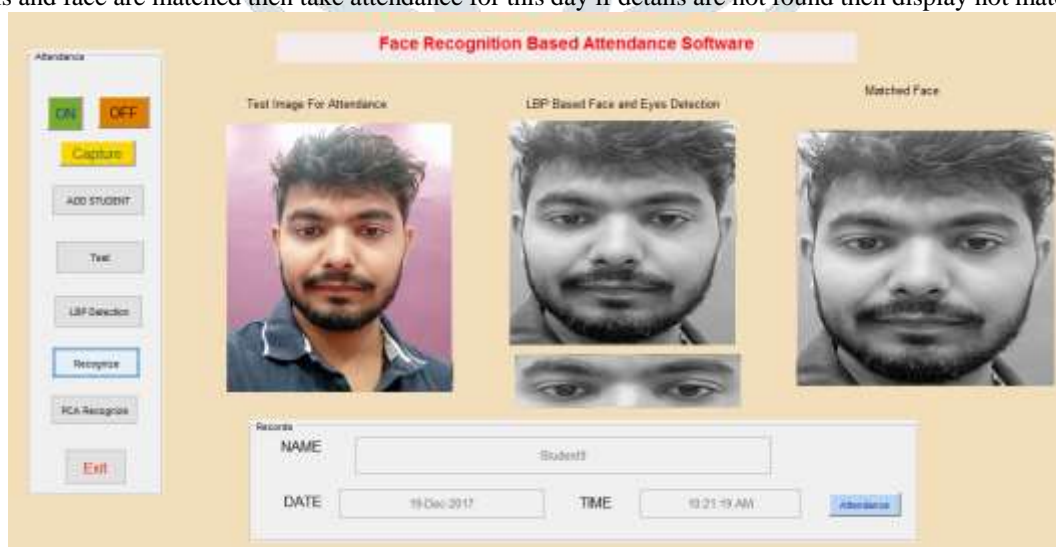 s and face are matched then take attendance for this day if details are not found then display not mat
Face Recognition Based Attendance Software
Attendance
ON OFF
Capture
ADD STUDENT
Test
LBP Detection
Recognize
PCA Recognize
Exit
Test Image For Attendance
LBP Based Face and Eyes Detection
Matched Face
Records
NAME
DATE 19-Dec-2017 TIME 10:21:19 AM Attendance